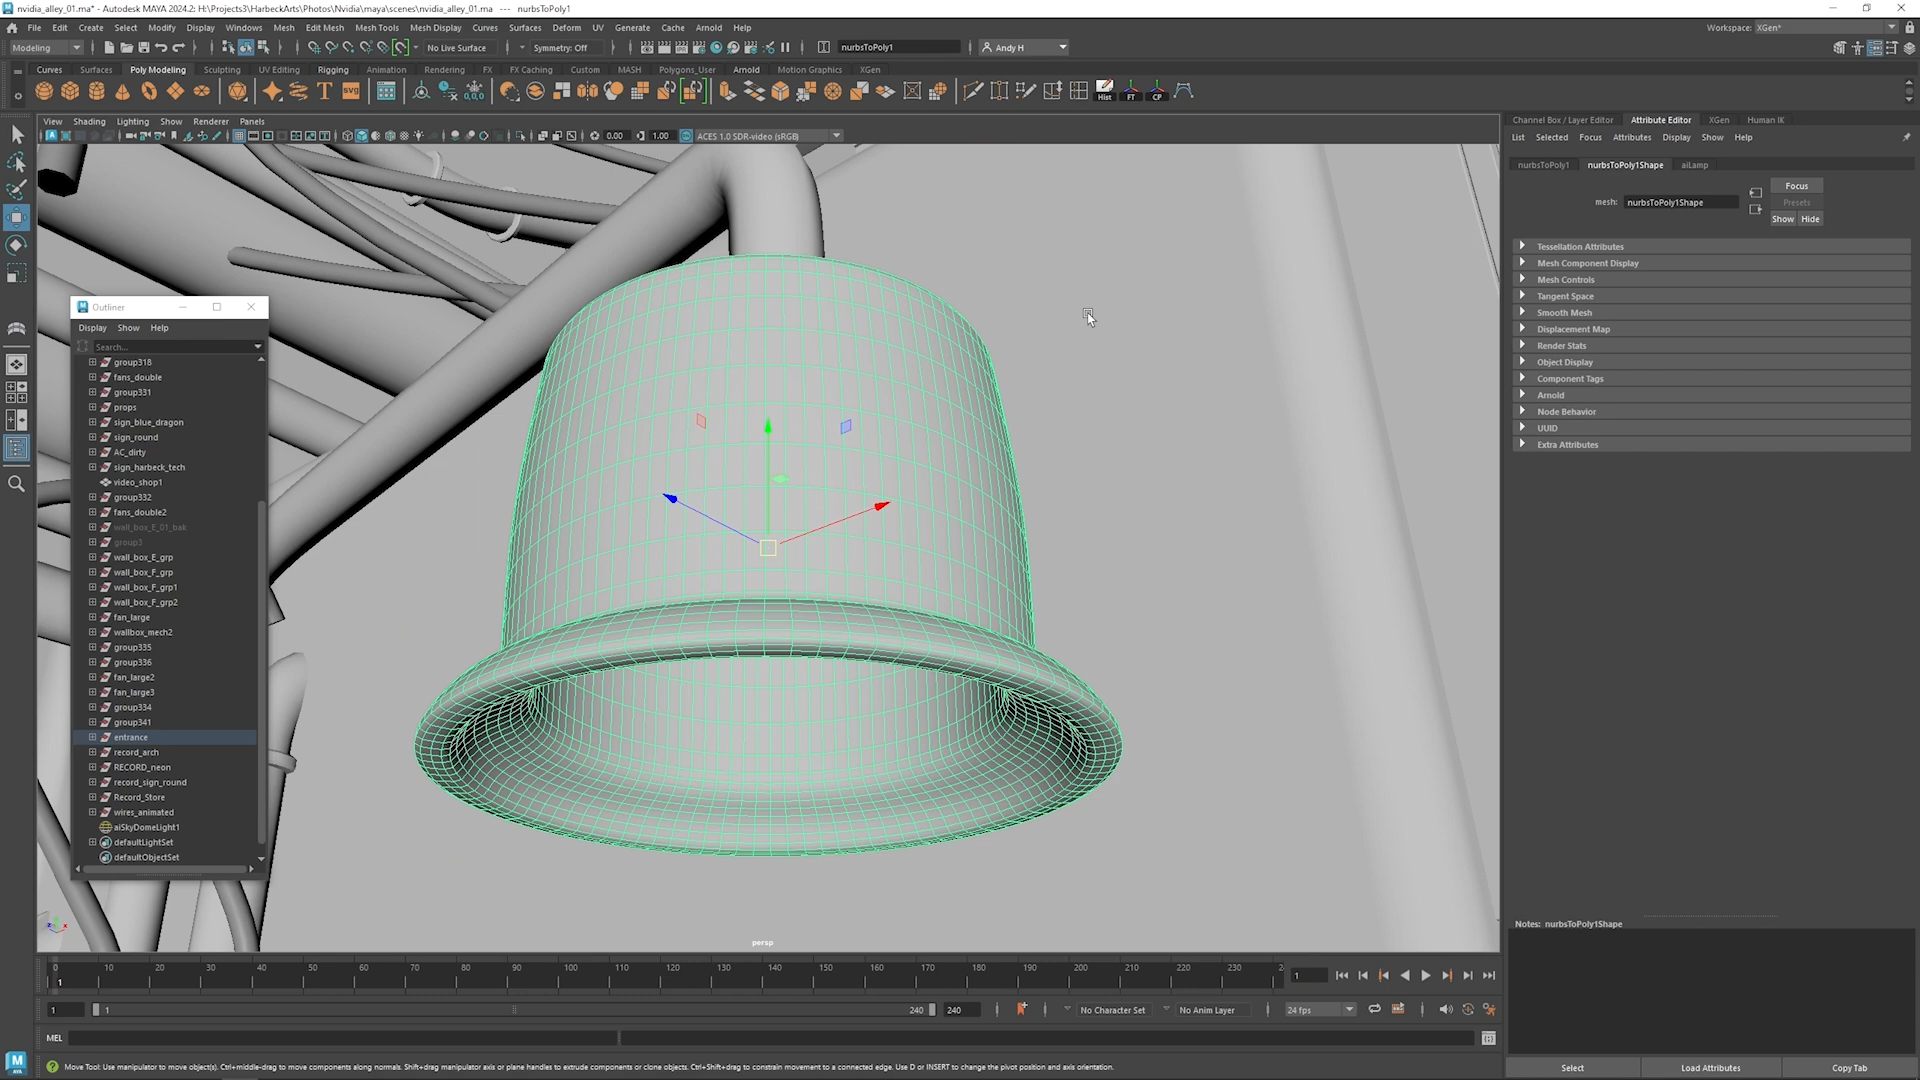 nvidia_alley_01.ma* - Autodesk MAYA 2024.2: H:\Projects3\HarbeckArts\Photos\Nvidia\maya\scenes\nvidia_alley_01.ma --- nurbsToPoly1
File Edit Create Select Modify Display Windows Mesh Edit Mesh Mesh Tools Mesh Display Curves Surfaces Deform UV Generate Cache Arnold Help
Workspace: XGen*
Modeling
No Live Surface
Symmetry: Off
nurbsToPoly1
Andy H
Curves Surfaces Poly Modeling Sculpting UV Editing Rigging Animation Rendering FX FX Caching Custom MASH Polygons_User Arnold Motion Graphics XGen
T svg 0,0,0 Hist FT CP
View Shading Lighting Show Renderer Panels
0.00 1.00 ACES 1.0 SDR-video (sRGB)
Outliner
Display Show Help
Search...
group318
fans_double
group331
props
sign_blue_dragon
sign_round
AC_dirty
sign_harbeck_tech
video_shop1
group332
fans_double2
wall_box_E_01_bak
group3
wall_box_E_grp
wall_box_F_grp
wall_box_F_grp1
wall_box_F_grp2
fan_large
wallbox_mech2
group335
group336
fan_large2
fan_large3
group334
group341
entrance
record_arch
RECORD_neon
record_sign_round
Record_Store
wires_animated
aiSkyDomeLight1
defaultLightSet
defaultObjectSet
persp
Channel Box / Layer Editor Attribute Editor XGen Human IK
List Selected Focus Attributes Display Show Help
nurbsToPoly1 nurbsToPoly1Shape aiLamp
mesh: nurbsToPoly1Shape
Focus
Presets
Show Hide
Tessellation Attributes
Mesh Component Display
Mesh Controls
Tangent Space
Smooth Mesh
Displacement Map
Render Stats
Object Display
Component Tags
Arnold
Node Behavior
UUID
Extra Attributes
Notes: nurbsToPoly1Shape
Select Load Attributes Copy Tab
0 10 20 30 40 50 60 70 80 90 100 110 120 130 140 150 160 170 180 190 200 210 220 230
1
1
1 1 240 240 No Character Set No Anim Layer 24 fps
MEL
Move Tool: Use manipulator to move object(s). Ctrl+middle-drag to move components along normals. Shift+drag manipulator axis or plane handles to extrude components or clone objects. Ctrl+Shift+drag to constrain movement to a connected edge. Use D or INSERT to change the pivot position and axis orientation.